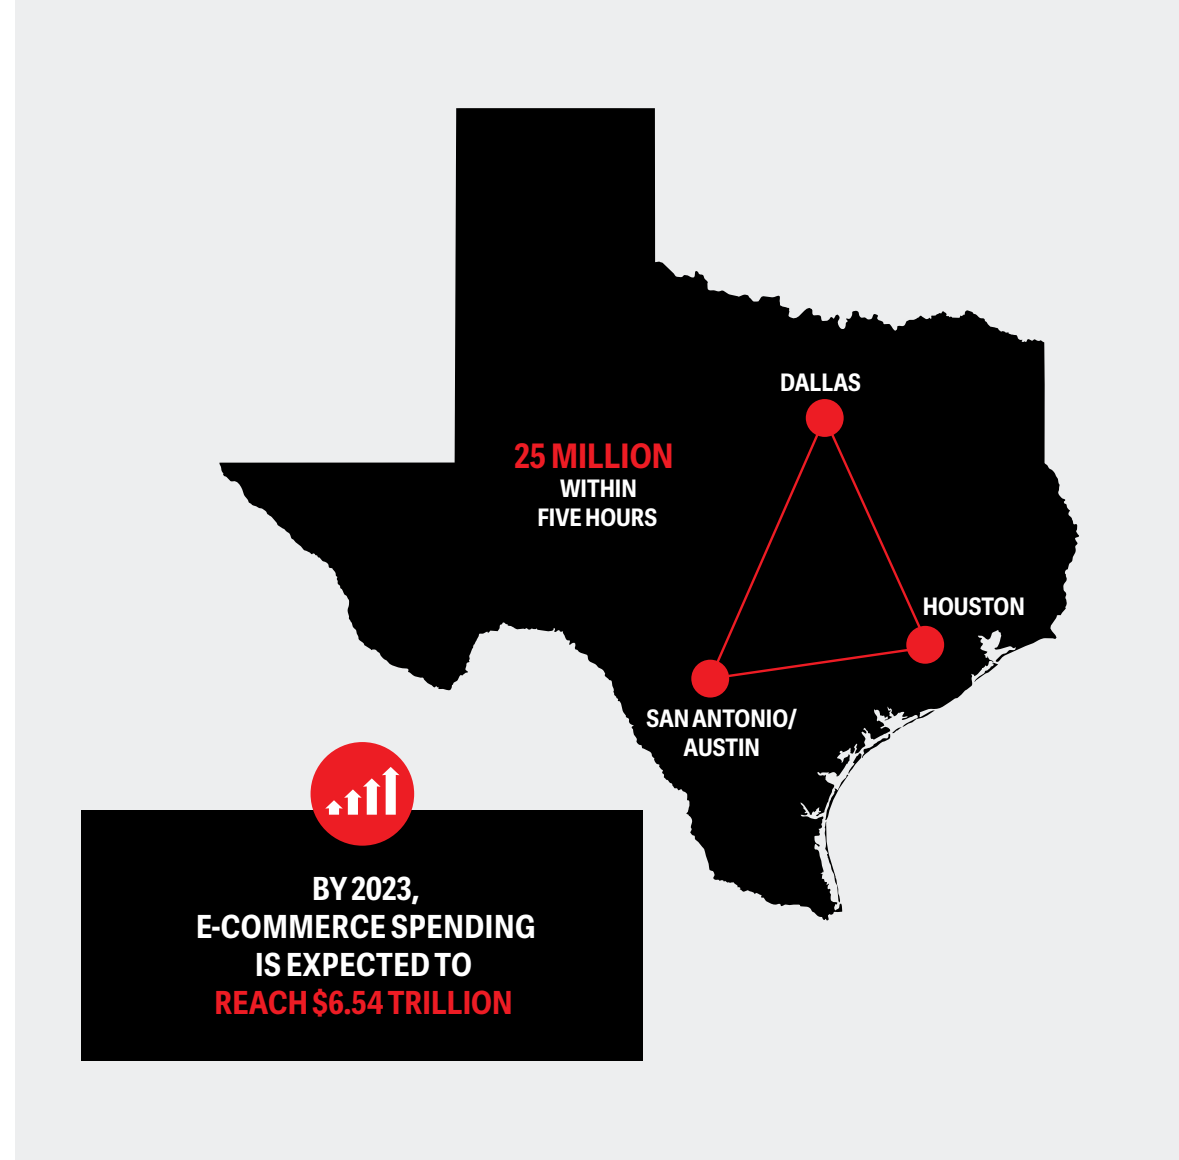 DALLAS
25 MILLION
WITHIN
FIVE HOURS
HOUSTON
SAN ANTONIO/
AUSTIN
BY 2023,
E-COMMERCE SPENDING
IS EXPECTED TO
REACH $6.54 TRILLION